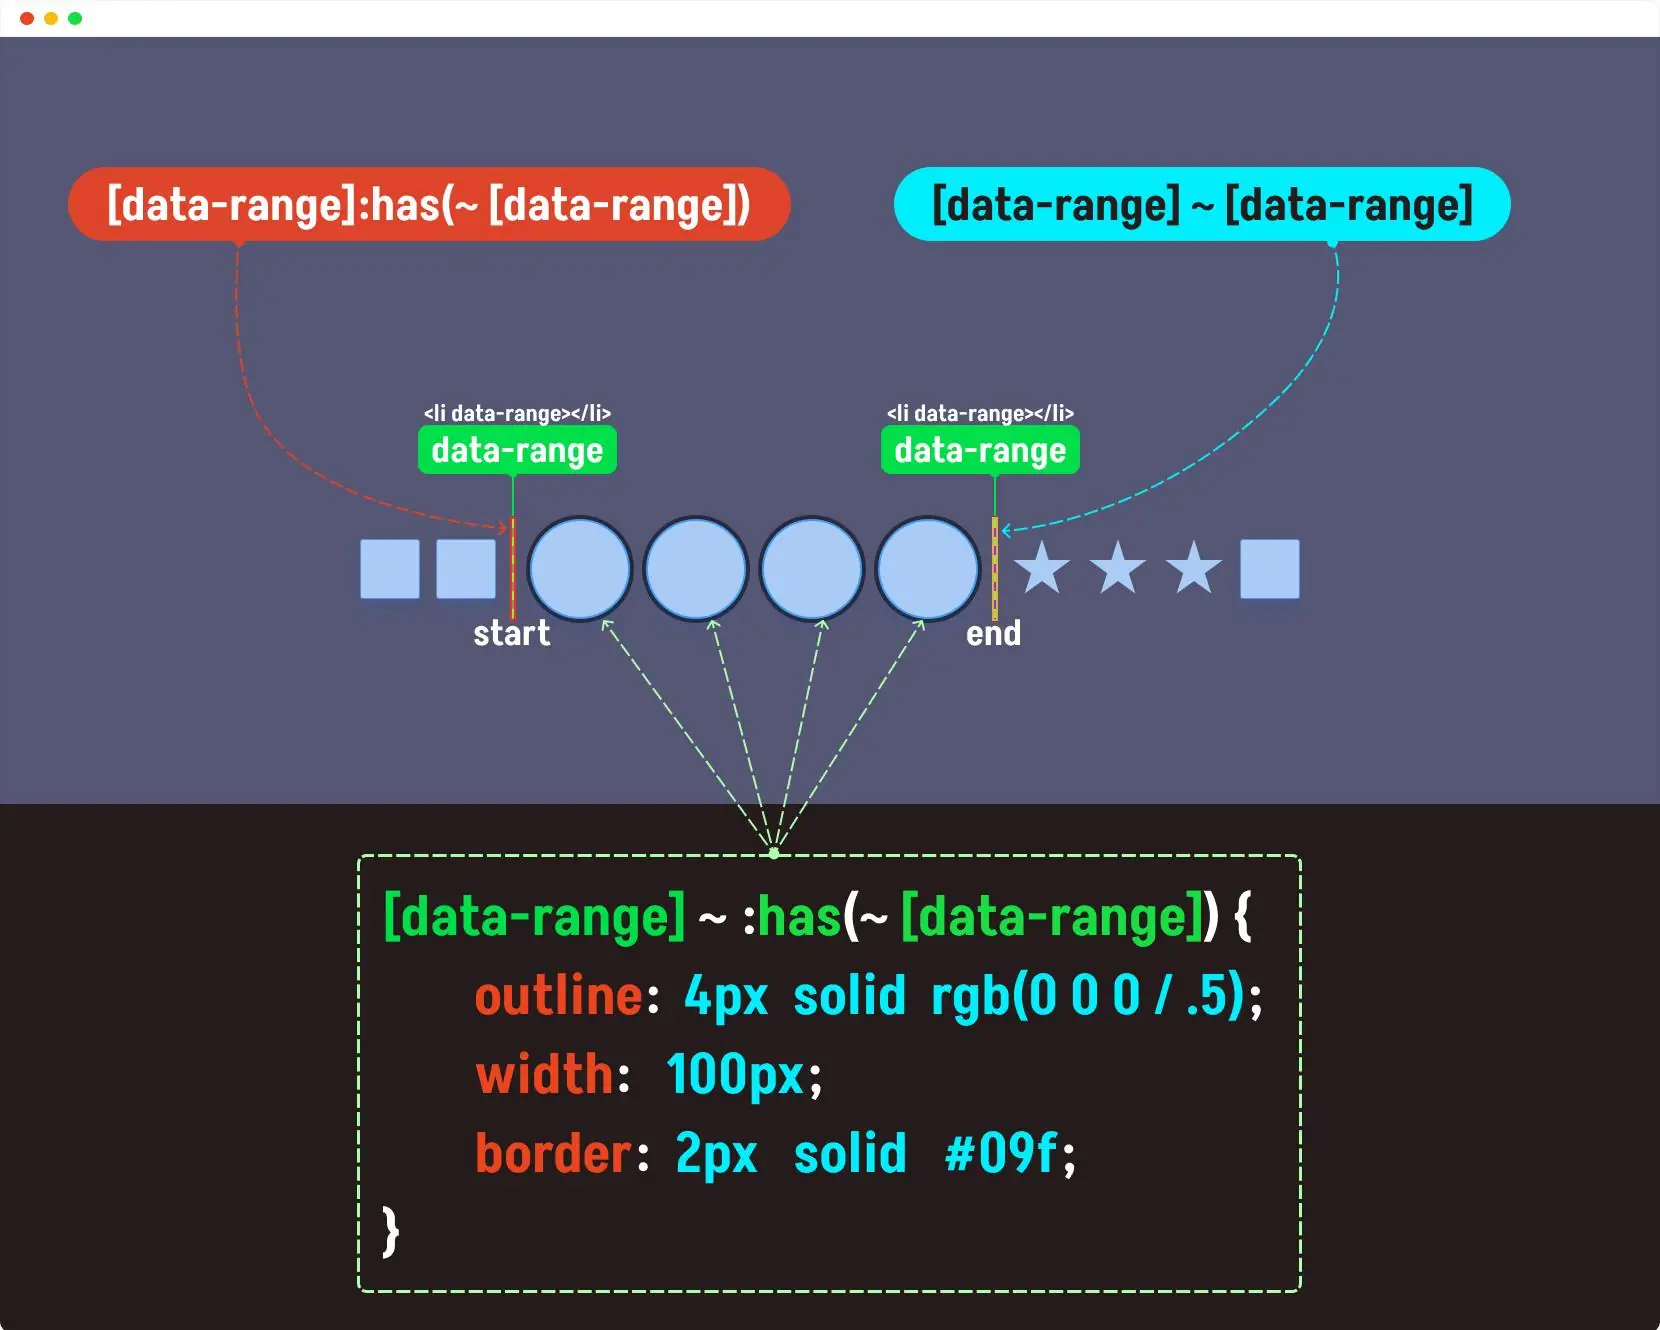 [data-range]:has(~ [data-range])
[data-range] ~ [data-range]
<li data-range></li>
data-range
<li data-range></li>
data-range
start
end
[data-range] ~ :has(~ [data-range]) {
outline: 4px solid rgb(0 0 0 / .5);
width: 100px;
border: 2px solid #09f;
}